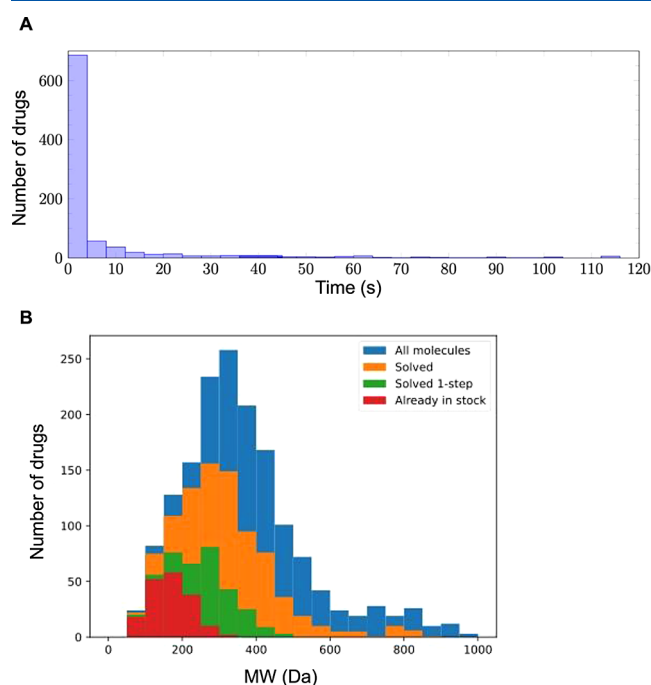 A
Number of drugs
600
400
200
0
0 10 20 30 40 50 60 70 80 90 100 110 120
Time (s)
B
Number of drugs
250
200
150
100
50
0
All molecules
Solved
Solved 1-step
Already in stock
0 200 400 600 800 1000
MW (Da)